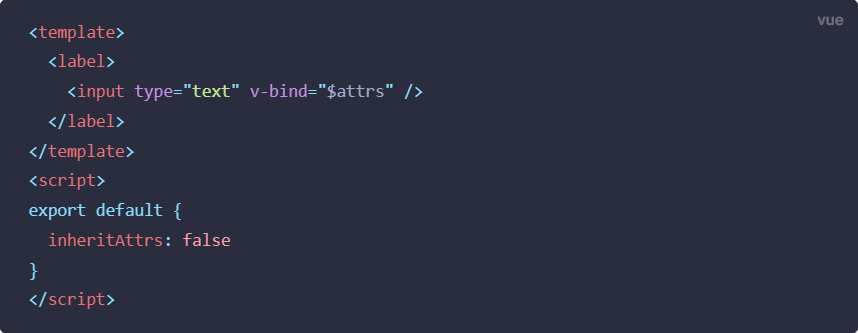 vue
<template>
  <label>
    <input type="text" v-bind="$attrs" />
  </label>
</template>
<script>
export default {
  inheritAttrs: false
}
</script>